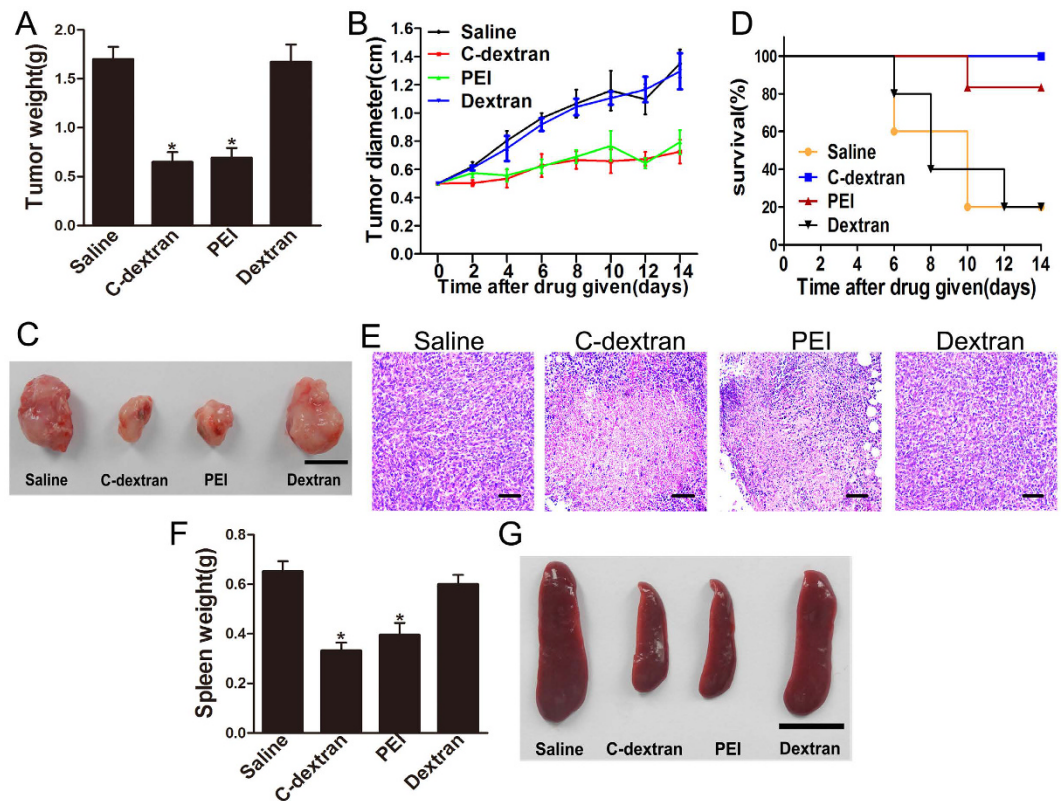 A
Tumor weight(g)
2.0
1.5
1.0
0.5
0.0
*
*
Saline
C-dextran
PEI
Dextran
B
Tumor diameter(cm)
Saline
C-dextran
PEI
Dextran
1.6
1.4
1.2
1.0
0.8
0.6
0.4
0 2 4 6 8 10 12 14
Time after drug given(days)
D
survival(%)
100
80
60
40
20
0
Saline
C-dextran
PEI
Dextran
0 2 4 6 8 10 12 14
Time after drug given(days)
C
Saline C-dextran PEI Dextran
E
Saline C-dextran PEI Dextran
F
Spleen weight(g)
0.8
0.6
0.4
0.2
0.0
*
*
Saline
C-dextran
PEI
Dextran
G
Saline C-dextran PEI Dextran